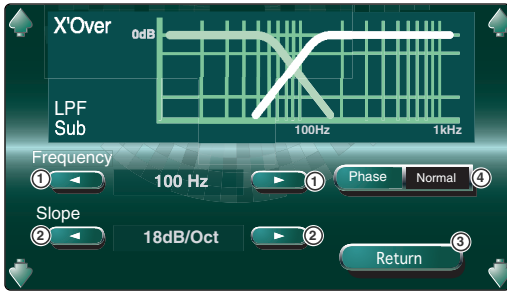 X'Over
0dB
LPF
Sub
100Hz 1kHz
Frequency
1 ◄ 100 Hz ► 1 Phase Normal 4
Slope
2 ◄ 18dB/Oct ► 2
3
Return